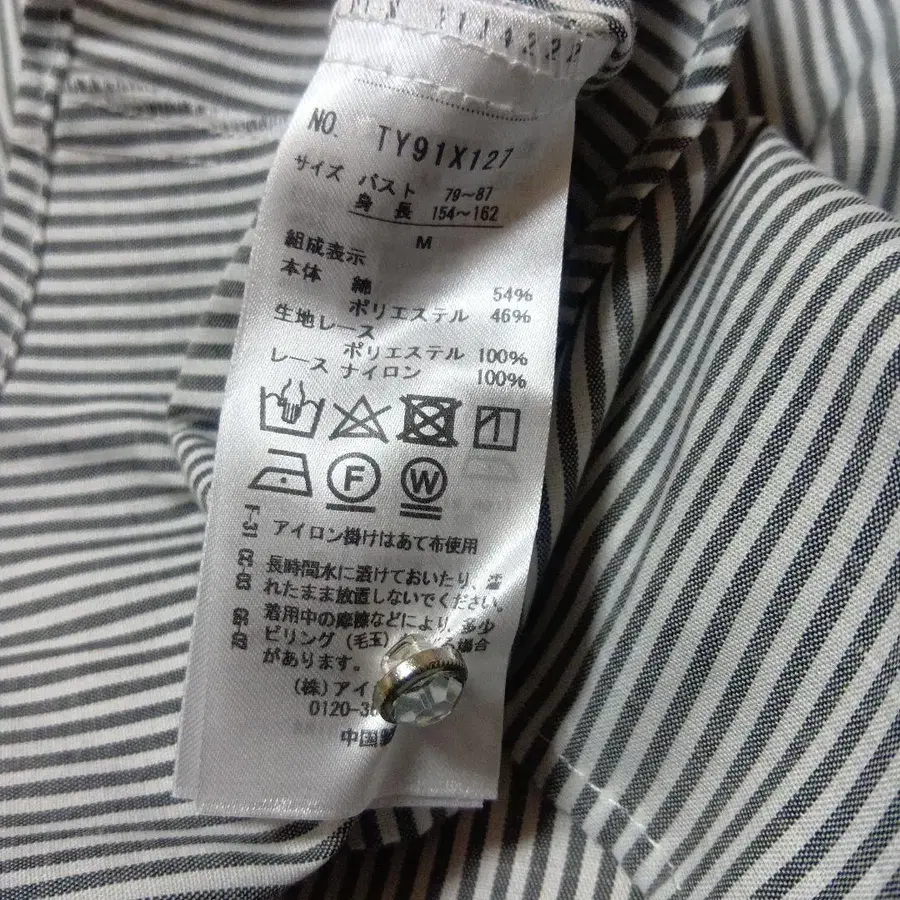 NO. TY91X127
サイズ バスト 79~87
身長 154~162
M
組成表示
本体 綿 54%
ポリエステル 46%
生地レース
ポリエステル 100%
レース ナイロン 100%
F W
アイロン掛けはあて布使用
長時間水に漬けておいたり、濡
れたまま放置しないでください。
着用中の摩擦などにより、多少
ピリング(毛玉)
場合
があります。
(株)アイ
0120-3
中国